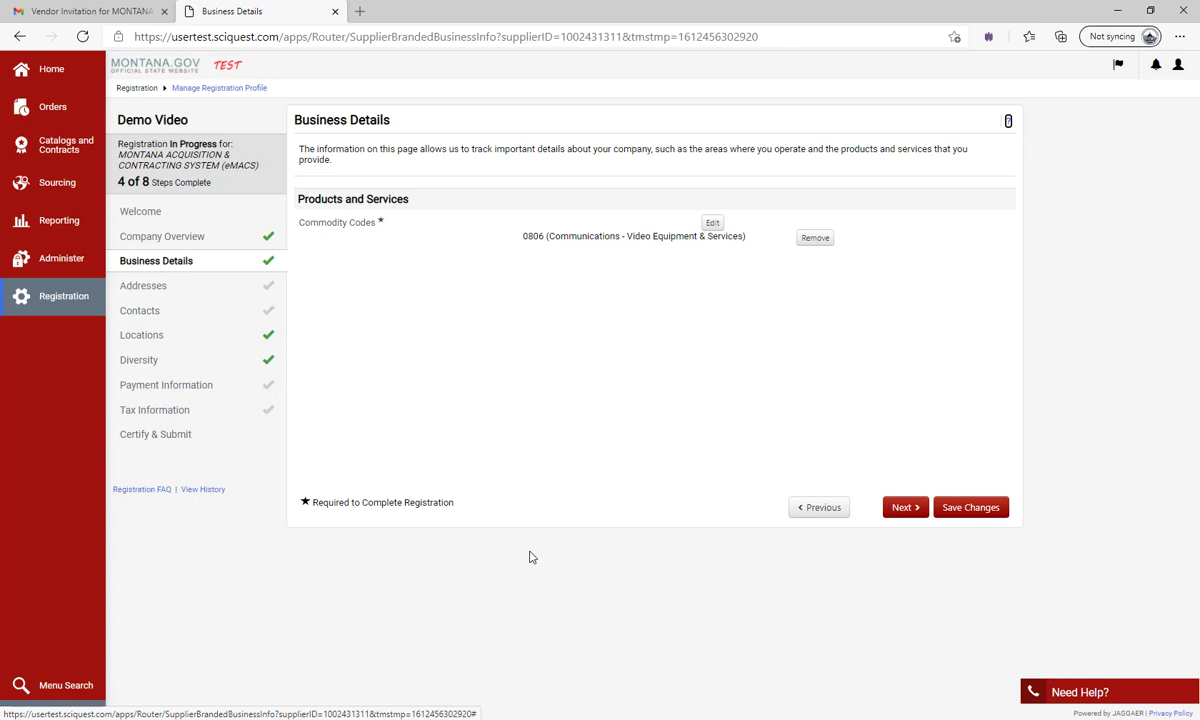 Vendor Invitation for MONTANA
Business Details
https://usertest.sciquest.com/apps/Router/SupplierBrandedBusinessInfo?supplierID=1002431311&tmstmp=1612456302920
Not syncing
Home
Orders
Catalogs and
Contracts
Sourcing
Reporting
Administer
Registration
Menu Search
MONTANA.GOV
OFFICIAL STATE WEBSITE
TEST
Registration
Manage Registration Profile
Demo Video
Registration In Progress for:
MONTANA ACQUISITION &
CONTRACTING SYSTEM (eMACS)
4 of 8 Steps Complete
Welcome
Company Overview
Business Details
Addresses
Contacts
Locations
Diversity
Payment Information
Tax Information
Certify & Submit
Registration FAQ | View History
Business Details
?
The information on this page allows us to track important details about your company, such as the areas where you operate and the products and services that you
provide.
Products and Services
Commodity Codes ★
Edit
0806 (Communications - Video Equipment & Services)
Remove
★ Required to Complete Registration
‹ Previous
Next ›
Save Changes
Need Help?
Powered by JAGGAER | Privacy Policy
https://usertest.sciquest.com/apps/Router/SupplierBrandedBusinessInfo?supplierID=1002431311&tmstmp=1612456302920#